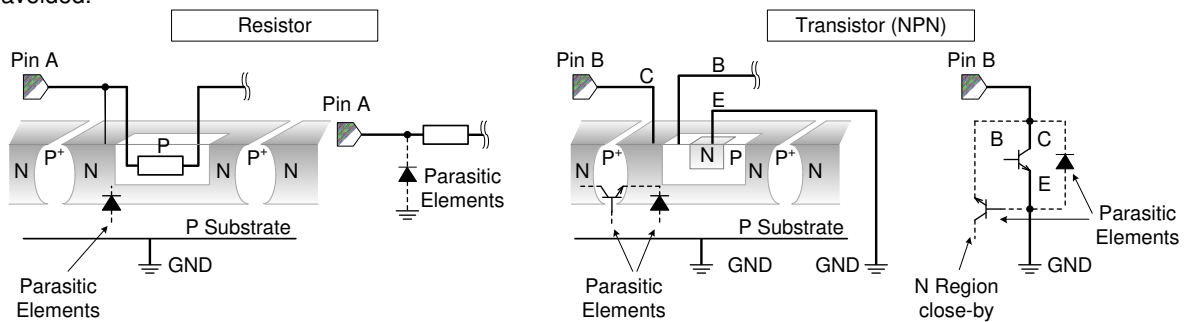 avoided.
Resistor
Transistor (NPN)
Pin A
Pin B
B
Pin B
C
E
Pin A
P
N
P+
N
N
P+
N
N
P+
N
N
P
N
P+
N
B
C
E
Parasitic
Elements
P Substrate
GND
Parasitic
Elements
P Substrate
GND
GND
Parasitic
Elements
Parasitic
Elements
GND
N Region
close-by